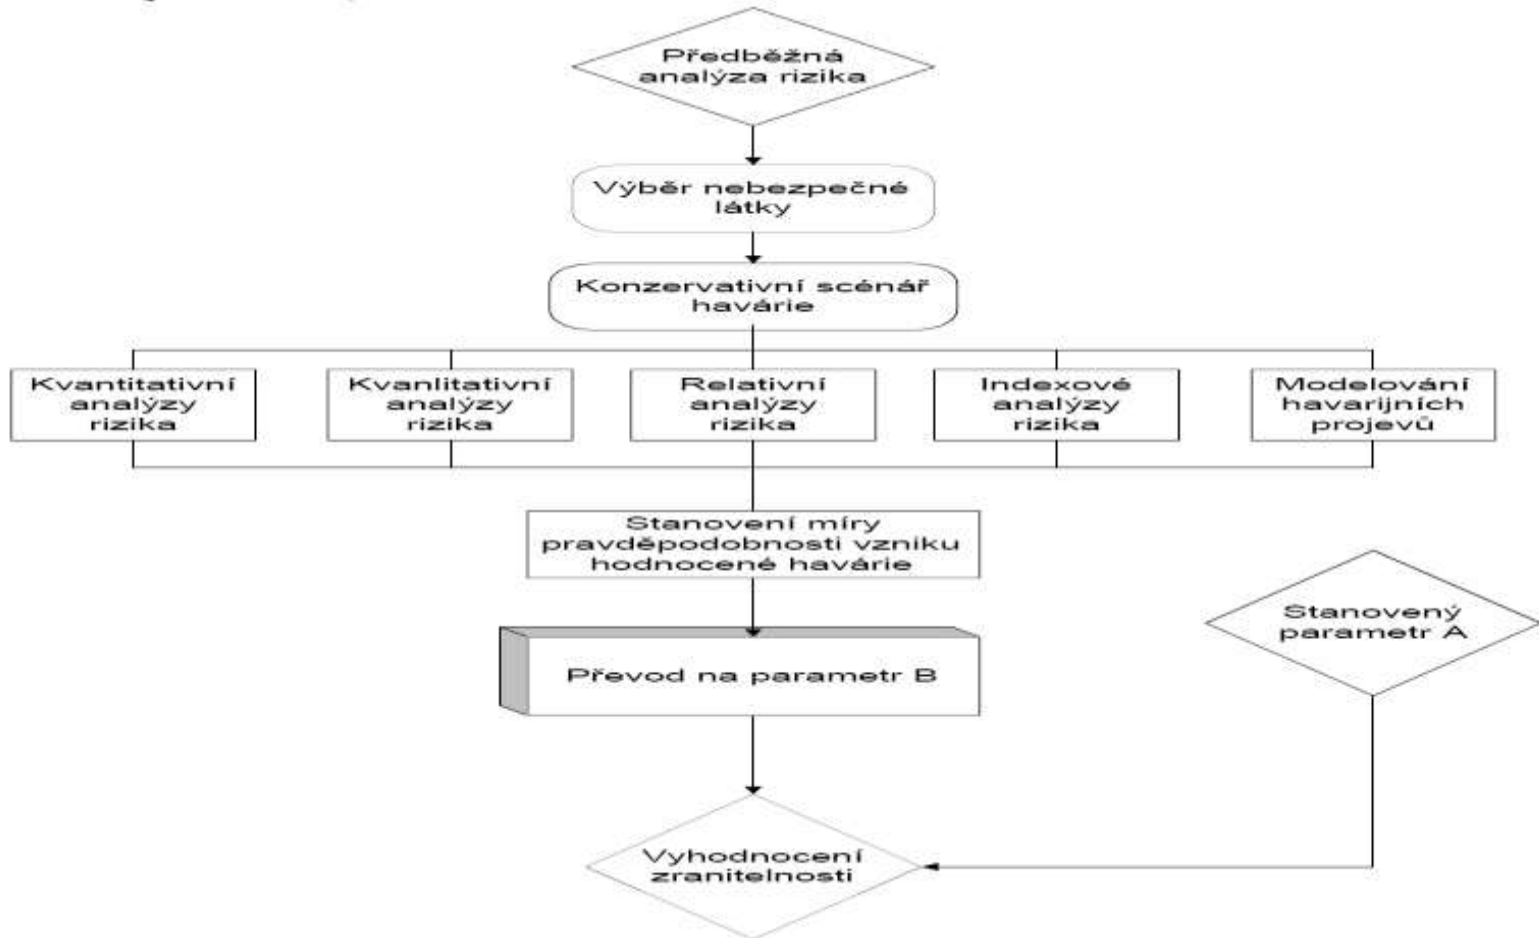 Předběžná
analýza rizika
Výběr nebezpečné
látky
Konzervativní scénář
havárie
Kvantitativní
analýzy
rizika
Kvanlitativní
analýzy
rizika
Relativní
analýzy
rizika
Indexové
analýzy
rizika
Modelování
havarijních
projevů
Stanovení míry
pravděpodobnosti vzniku
hodnocené havárie
Stanovený
parametr A
Převod na parametr B
Vyhodnocení
zranitelnosti